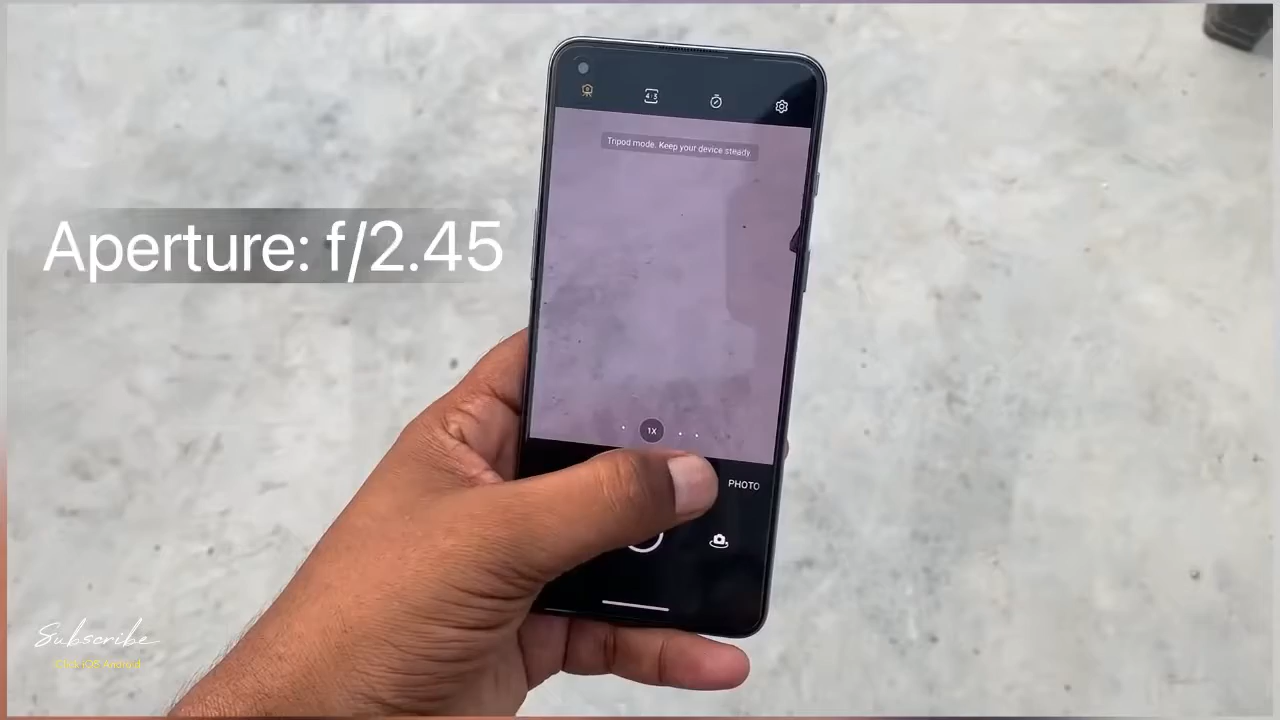 Tripod mode. Keep your device steady.
Aperture: f/2.45
1X
PHOTO
Subscribe